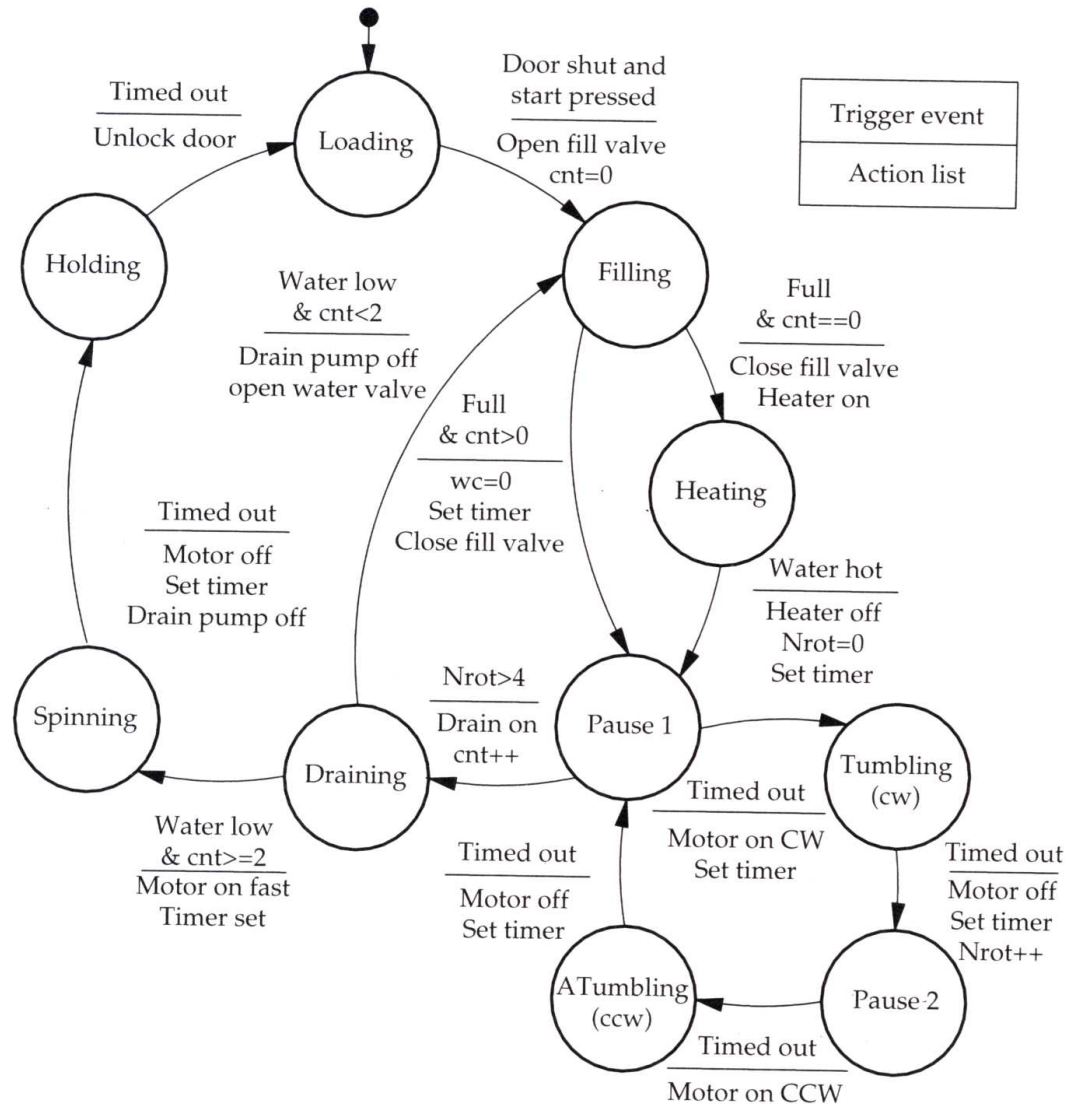 Timed out
Unlock door
Loading
Door shut and
start pressed
Open fill valve
cnt=0
Trigger event
Action list
Holding
Water low
& cnt<2
Drain pump off
open water valve
Filling
Full
& cnt==0
Close fill valve
Heater on
Full
& cnt>0
wc=0
Set timer
Close fill valve
Heating
Timed out
Motor off
Set timer
Drain pump off
Water hot
Heater off
Nrot=0
Set timer
Spinning
Draining
Nrot>4
Drain on
cnt++
Pause 1
Tumbling
(cw)
Water low
& cnt>=2
Motor on fast
Timer set
Timed out
Motor off
Set timer
Timed out
Motor on CW
Set timer
Timed out
Motor off
Set timer
Nrot++
ATumbling
(ccw)
Pause 2
Timed out
Motor on CCW